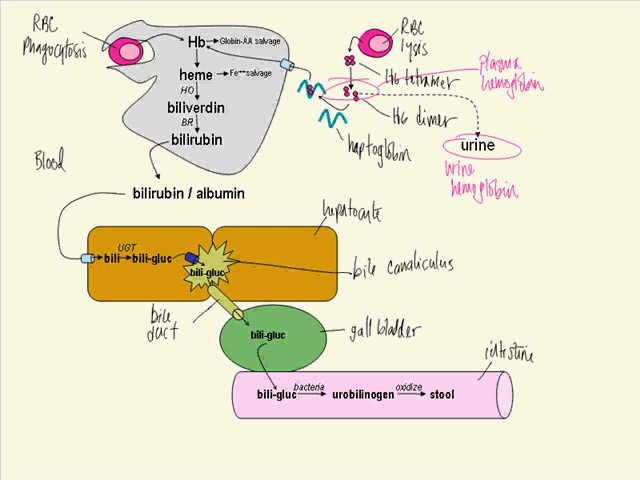 RBC
Phagocytosis
Hb
Globin-AA salvage
heme
Fe++salvage
HO
biliverdin
BR
bilirubin
RBC
lysis
Hb tetramer
Plasma
hemoglobin
Hb dimer
haptoglobin
urine
urine
hemoglobin
Blood
bilirubin / albumin
hepatocyte
UGT
bili
bili-gluc
bili-gluc
bile canaliculus
bile
duct
bili-gluc
gall bladder
intestine
bili-gluc
bacteria
urobilinogen
oxidize
stool